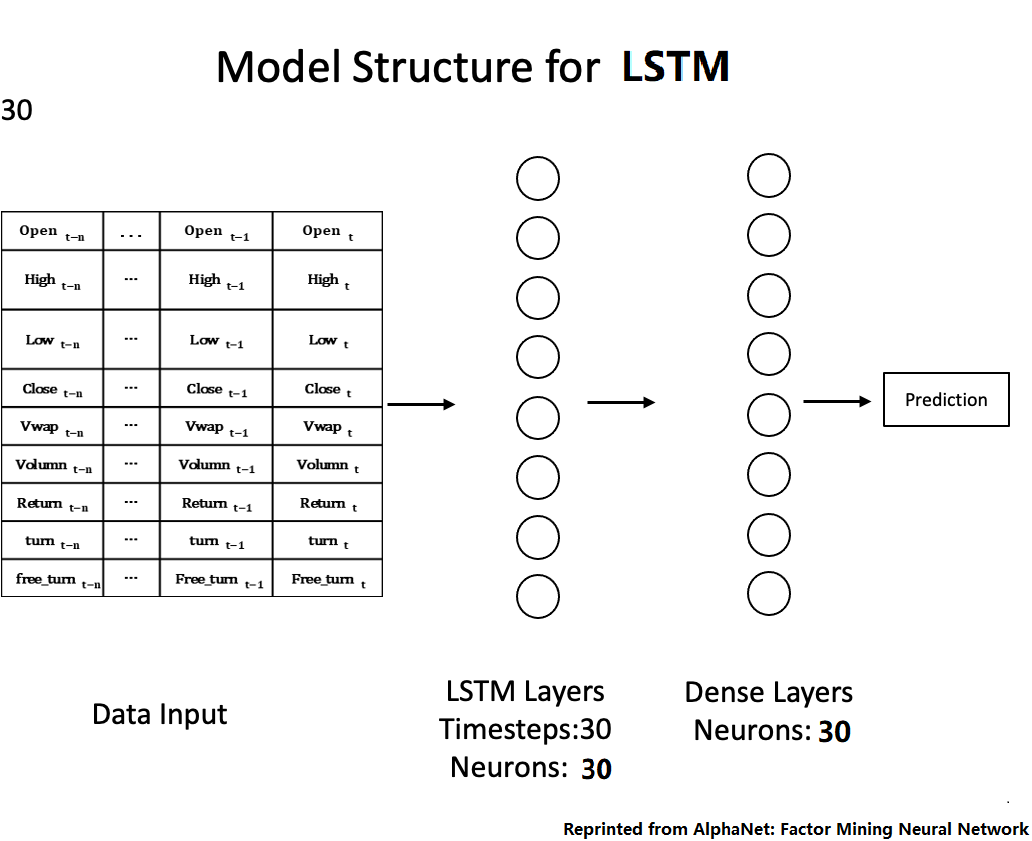 Model Structure for LSTM
30
Open t−n ... Open t−1 Open t
High t−n ... High t−1 High t
Low t−n ... Low t−1 Low t
Close t−n ... Close t−1 Close t
Vwap t−n ... Vwap t−1 Vwap t
Volumn t−n ... Volumn t−1 Volumn t
Return t−n ... Return t−1 Return t
turn t−n ... turn t−1 turn t
free_turn t−n ... Free_turn t−1 Free_turn t
Prediction
Data Input
LSTM Layers
Timesteps:30
Neurons: 30
Dense Layers
Neurons: 30
Reprinted from AlphaNet: Factor Mining Neural Network